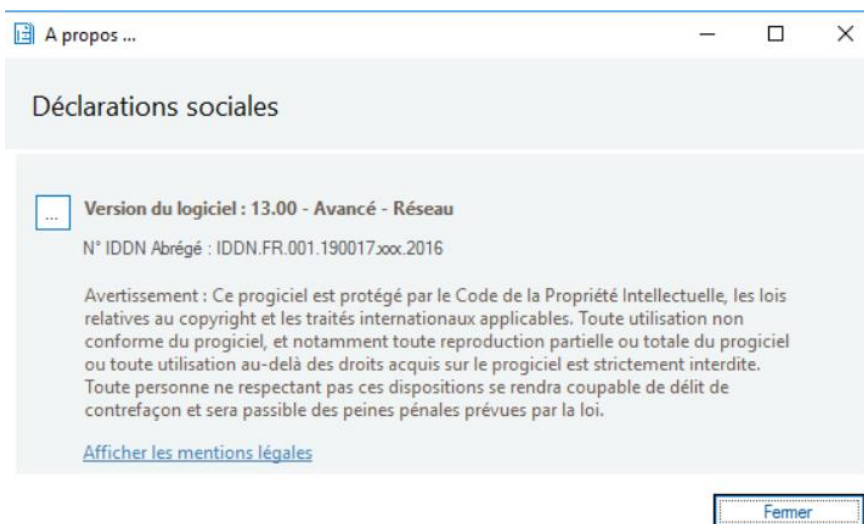 A propos ...
Déclarations sociales
...
Version du logiciel : 13.00 - Avancé - Réseau
N° IDDN Abrégé : IDDN.FR.001.190017.xxx.2016
Avertissement : Ce progiciel est protégé par le Code de la Propriété Intellectuelle, les lois
relatives au copyright et les traités internationaux applicables. Toute utilisation non
conforme du progiciel, et notamment toute reproduction partielle ou totale du progiciel
ou toute utilisation au-delà des droits acquis sur le progiciel est strictement interdite.
Toute personne ne respectant pas ces dispositions se rendra coupable de délit de
contrefaçon et sera passible des peines pénales prévues par la loi.
Afficher les mentions légales
Fermer